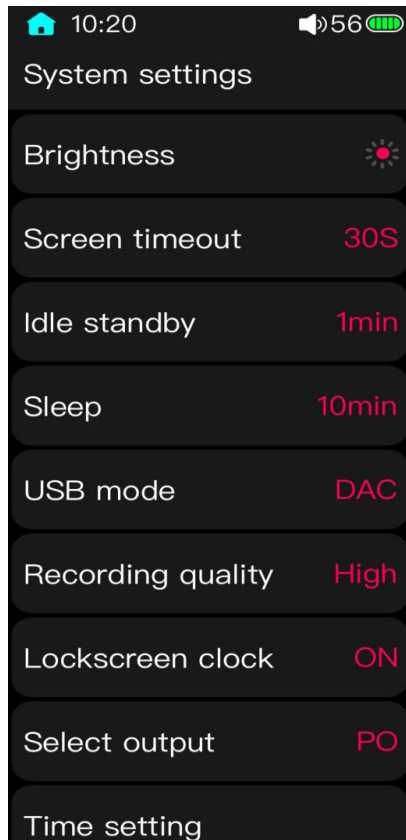 10:20 56
System settings
Brightness
Screen timeout 30S
Idle standby 1min
Sleep 10min
USB mode DAC
Recording quality High
Lockscreen clock ON
Select output PO
Time setting